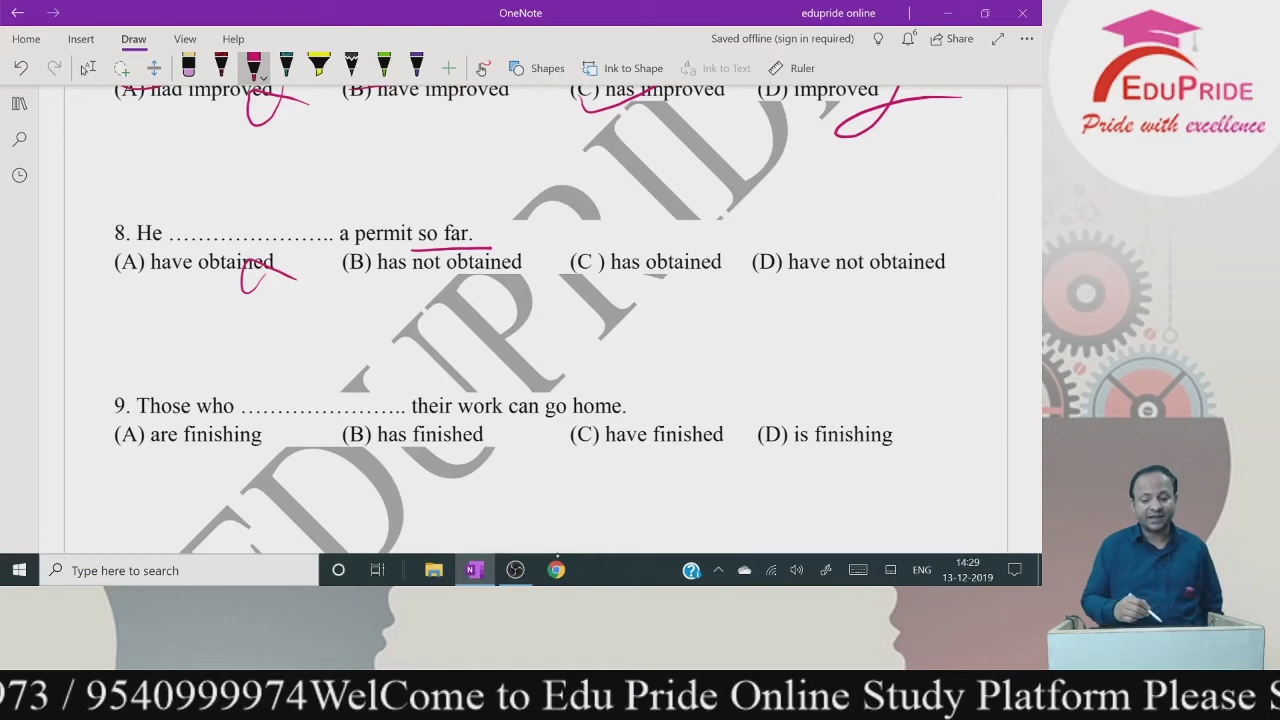 OneNote
edupride online
Home Insert Draw View Help
Saved offline (sign in required)
6
Share
Shapes
Ink to Shape
Ink to Text
Ruler
(A) had improved (B) have improved (C) has improved (D) improved
8. He ………………….. a permit so far.
(A) have obtained (B) has not obtained (C ) has obtained (D) have not obtained
9. Those who ………………….. their work can go home.
(A) are finishing (B) has finished (C) have finished (D) is finishing
EDUPRIDE
EDUPRIDE
Pride with excellence
Type here to search
ENG
14:29
13-12-2019
973 / 9540999974WelCome to Edu Pride Online Study Platform Please S